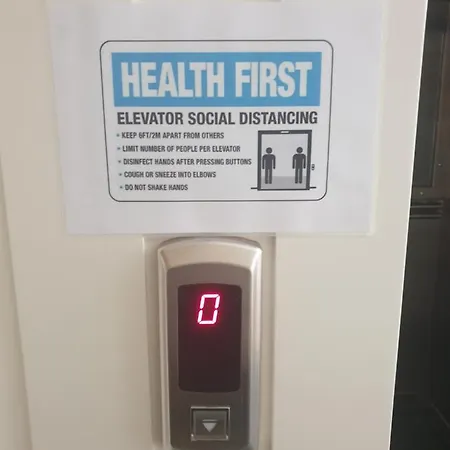 HEALTH FIRST
ELEVATOR SOCIAL DISTANCING
• KEEP 6FT/2M APART FROM OTHERS
• LIMIT NUMBER OF PEOPLE PER ELEVATOR
• DISINFECT HANDS AFTER PRESSING BUTTONS
• COUGH OR SNEEZE INTO ELBOWS
• DO NOT SHAKE HANDS
0